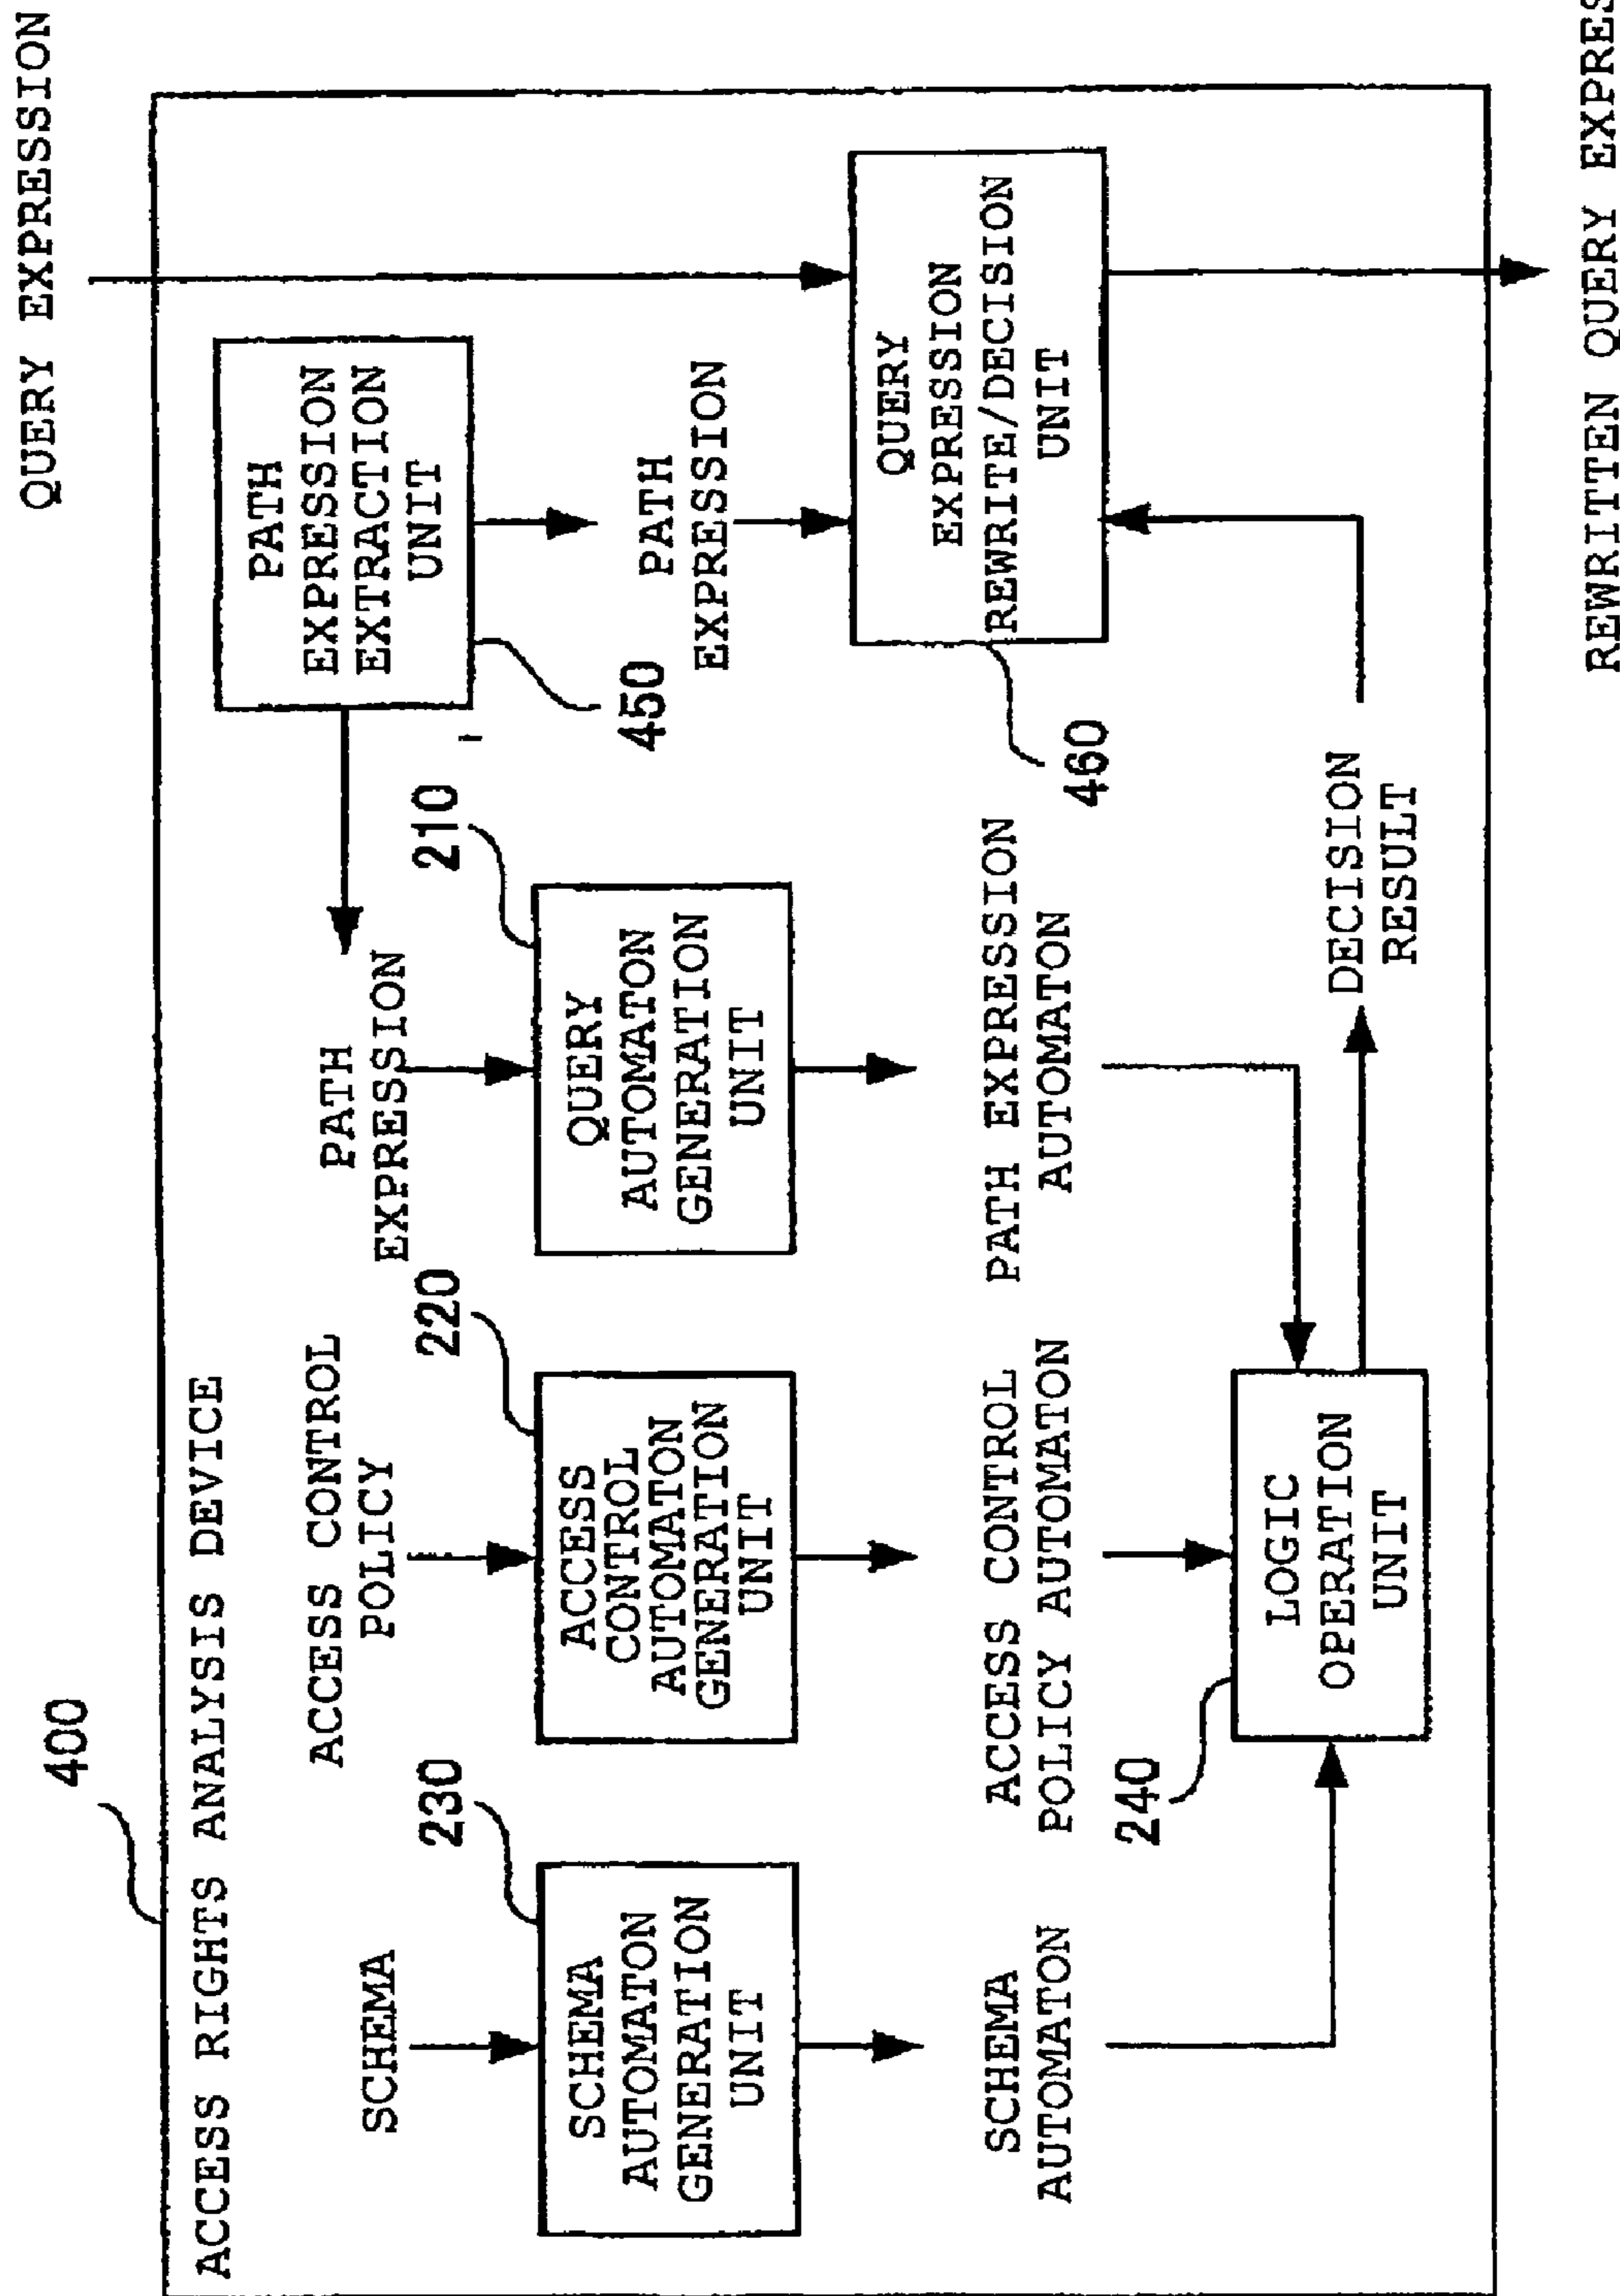 QUERY EXPRESSION
400
ACCESS RIGHTS ANALYSIS DEVICE
SCHEMA
ACCESS CONTROL
POLICY
PATH
EXPRESSION
PATH
EXPRESSION
EXTRACTION
UNIT
450
230
220
210
SCHEMA
AUTOMATON
GENERATION
UNIT
ACCESS
CONTROL
AUTOMATON
GENERATION
UNIT
QUERY
AUTOMATON
GENERATION
UNIT
PATH
EXPRESSION
SCHEMA
AUTOMATON
ACCESS CONTROL
POLICY AUTOMATON
PATH EXPRESSION
AUTOMATON
QUERY
EXPRESSION
REWRITE/DECISION
UNIT
460
240
LOGIC
OPERATION
UNIT
DECISION
RESULT
REWRITTEN QUERY EXPRES